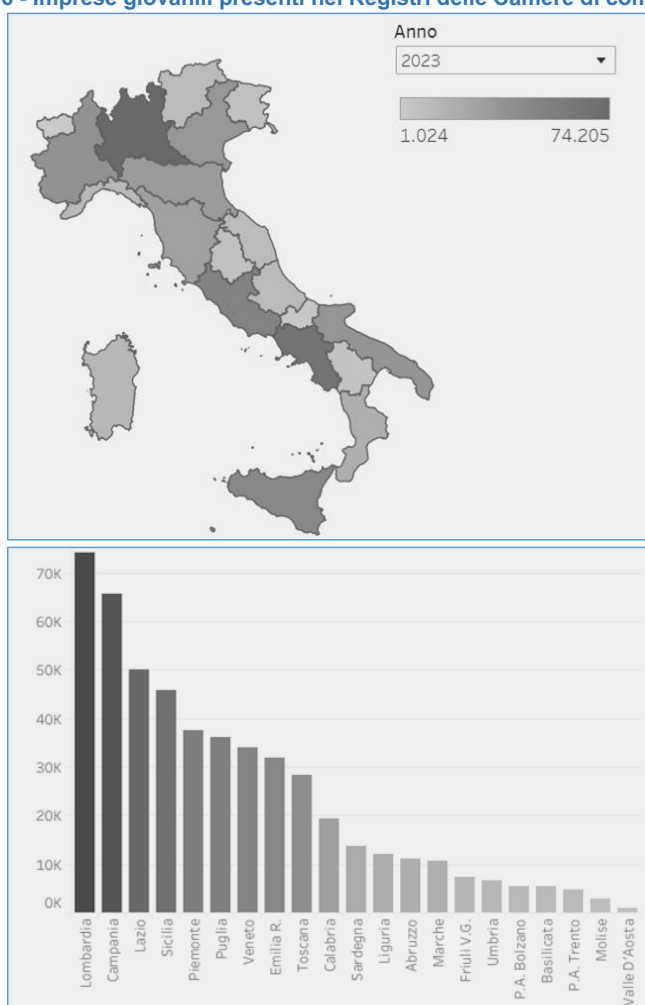 - Imprese giovanili presenti nei Registri delle Camere di
Anno
2023
1.024 74.205
70K
60K
50K
40K
30K
20K
10K
0K
Lombardia
Campania
Lazio
Sicilia
Piemonte
Puglia
Veneto
Emilia R.
Toscana
Calabria
Sardegna
Liguria
Abruzzo
Marche
Friuli V.G.
Umbria
P.A. Bolzano
Basilicata
P.A. Trento
Molise
Valle D'Aosta